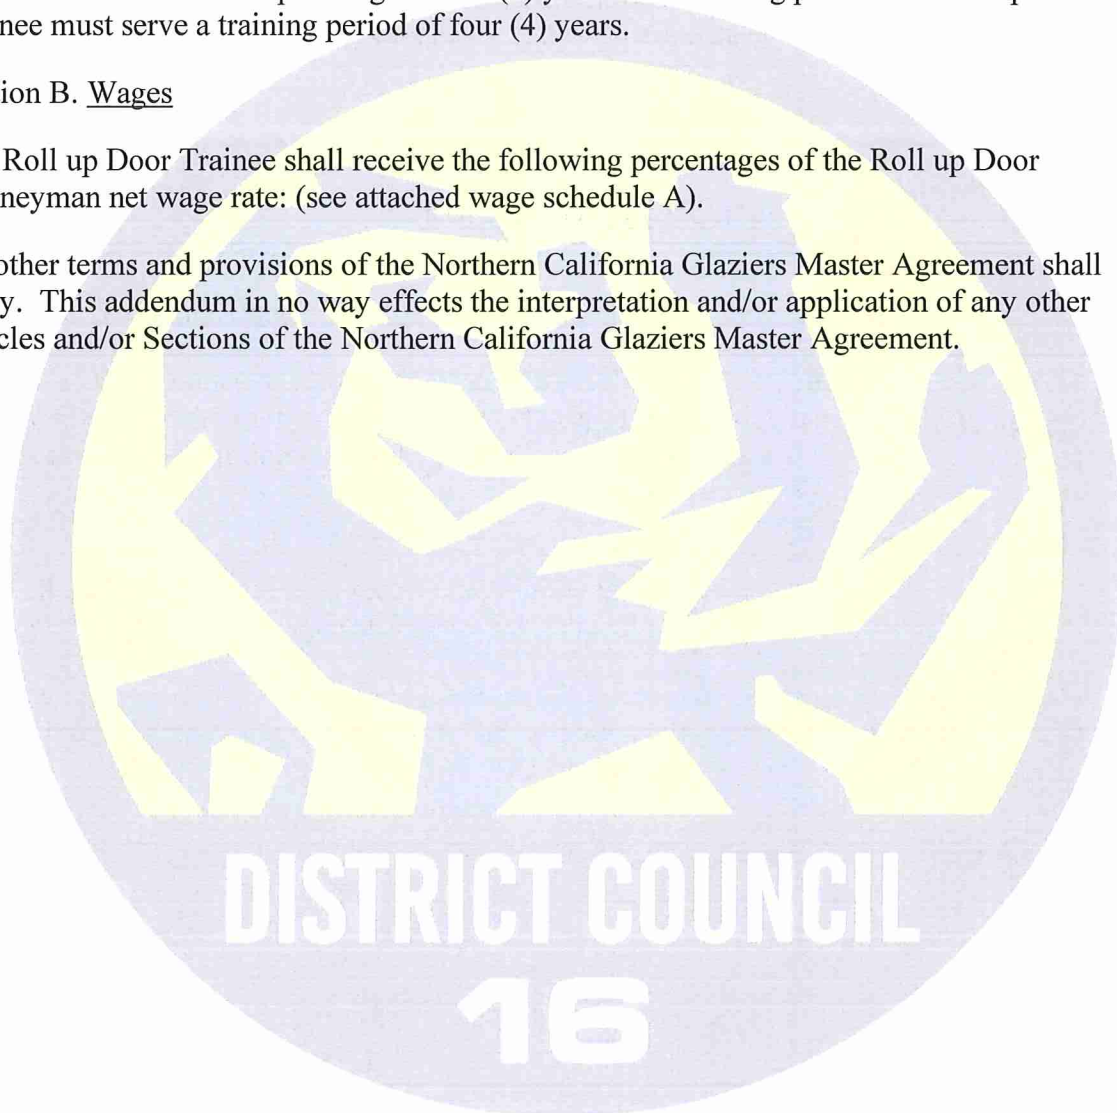 nee must serve a training period of four (4) years.
ion B. Wages
Roll up Door Trainee shall receive the following percentages of the Roll up Door
neyman net wage rate: (see attached wage schedule A).
other terms and provisions of the Northern California Glaziers Master Agreement shall
y. This addendum in no way effects the interpretation and/or application of any other
cles and/or Sections of the Northern California Glaziers Master Agreement.
DISTRICT COUNCIL
16